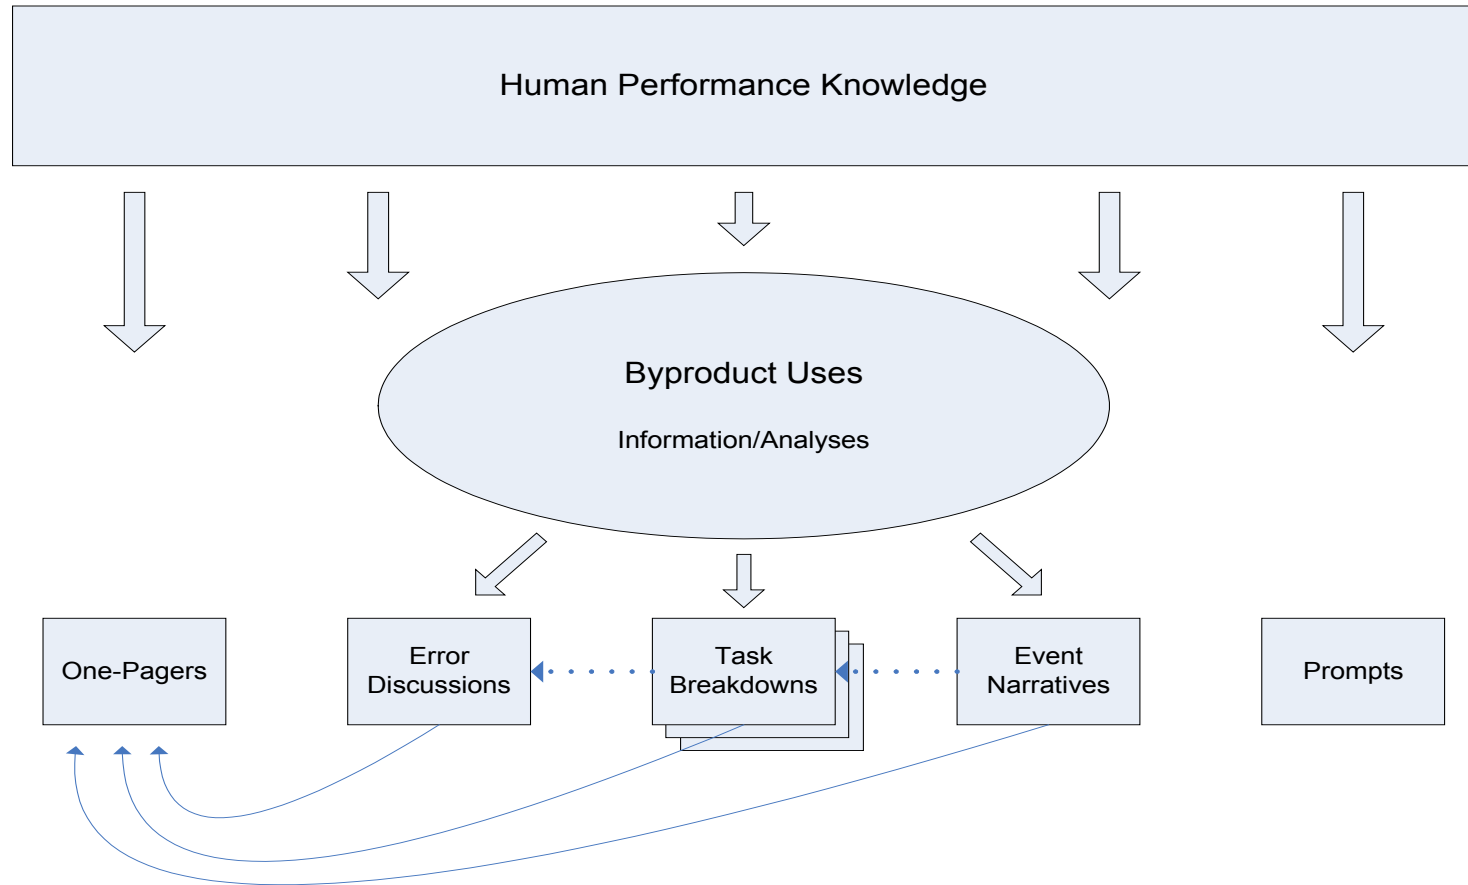 Human Performance Knowledge
Byproduct Uses
Information/Analyses
One-Pagers
Error
Discussions
Task
Breakdowns
Event
Narratives
Prompts